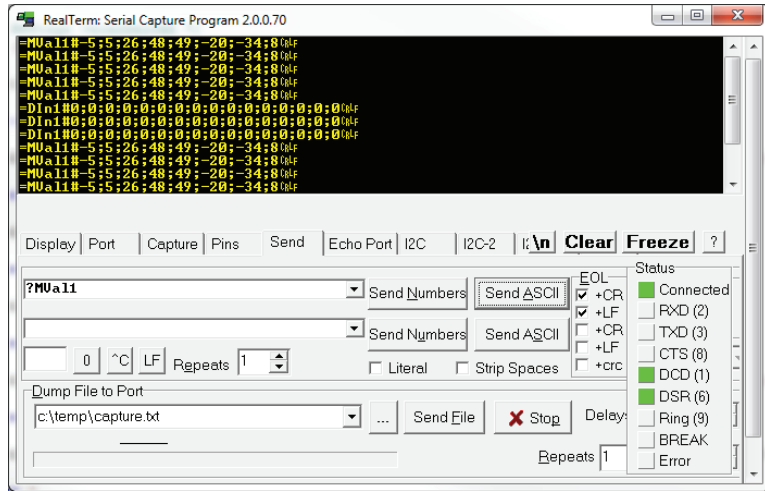 RealTerm: Serial Capture Program 2.0.0.70
=MVal1#-5;5;26;48;49;-20;-34;8CRLF
=MVal1#-5;5;26;48;49;-20;-34;8CRLF
=MVal1#-5;5;26;48;49;-20;-34;8CRLF
=MVal1#-5;5;26;48;49;-20;-34;8CRLF
=MVal1#-5;5;26;48;49;-20;-34;8CRLF
=DIn1#0;0;0;0;0;0;0;0;0;0;0;0;0;0;0;0CRLF
=DIn1#0;0;0;0;0;0;0;0;0;0;0;0;0;0;0;0CRLF
=DIn1#0;0;0;0;0;0;0;0;0;0;0;0;0;0;0;0CRLF
=MVal1#-5;5;26;48;49;-20;-34;8CRLF
=MVal1#-5;5;26;48;49;-20;-34;8CRLF
=MVal1#-5;5;26;48;49;-20;-34;8CRLF
=MVal1#-5;5;26;48;49;-20;-34;8CRLF
Display Port Capture Pins Send Echo Port I2C I2C-2 \n Clear Freeze ?
EOL Status
?MVal1 Send Numbers Send ASCII +CR Connected
+LF RXD (2)
Send Numbers Send ASCII +CR TXD (3)
+LF CTS (8)
0 ^C LF Repeats 1 Literal Strip Spaces +crc DCD (1)
Dump File to Port DSR (6)
c:\temp\capture.txt ... Send File Stop Delays Ring (9)
BREAK
Repeats 1 Error